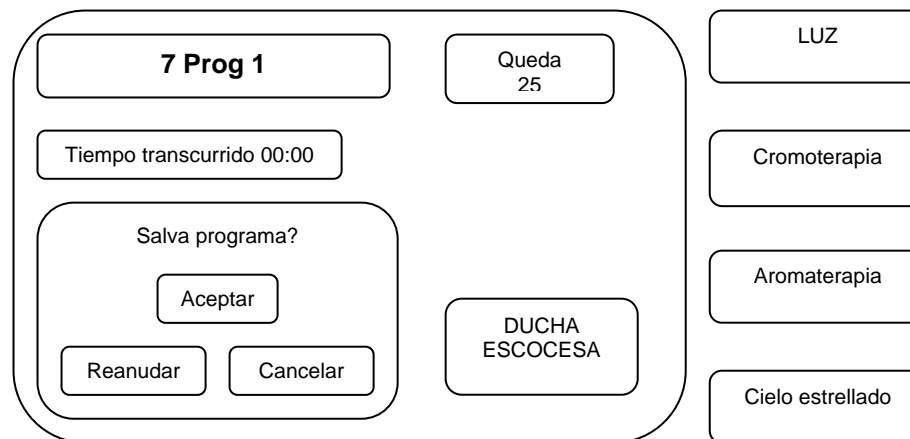 7 Prog 1
Queda
25
Tiempo transcurrido 00:00
Salva programa?
Aceptar
Reanudar
Cancelar
DUCHA
ESCOCESA
LUZ
Cromoterapia
Aromaterapia
Cielo estrellado